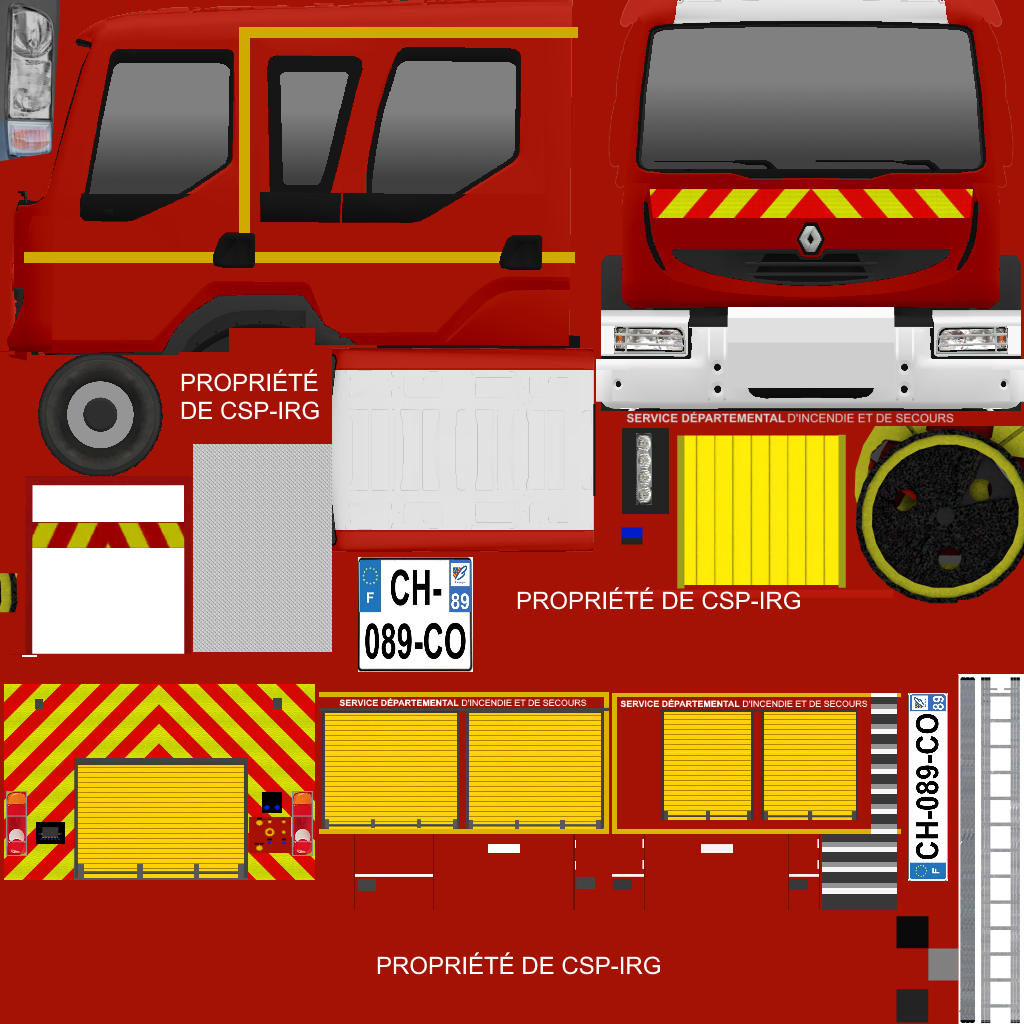 PROPRIÉTÉ
DE CSP-IRG
SERVICE DÉPARTEMENTAL D'INCENDIE ET DE SECOURS
F
CH-
89
089-CO
PROPRIÉTÉ DE CSP-IRG
SERVICE DÉPARTEMENTAL D'INCENDIE ET DE SECOURS
SERVICE DÉPARTEMENTAL D'INCENDIE ET DE SECOURS
F
CH-089-CO
89
PROPRIÉTÉ DE CSP-IRG